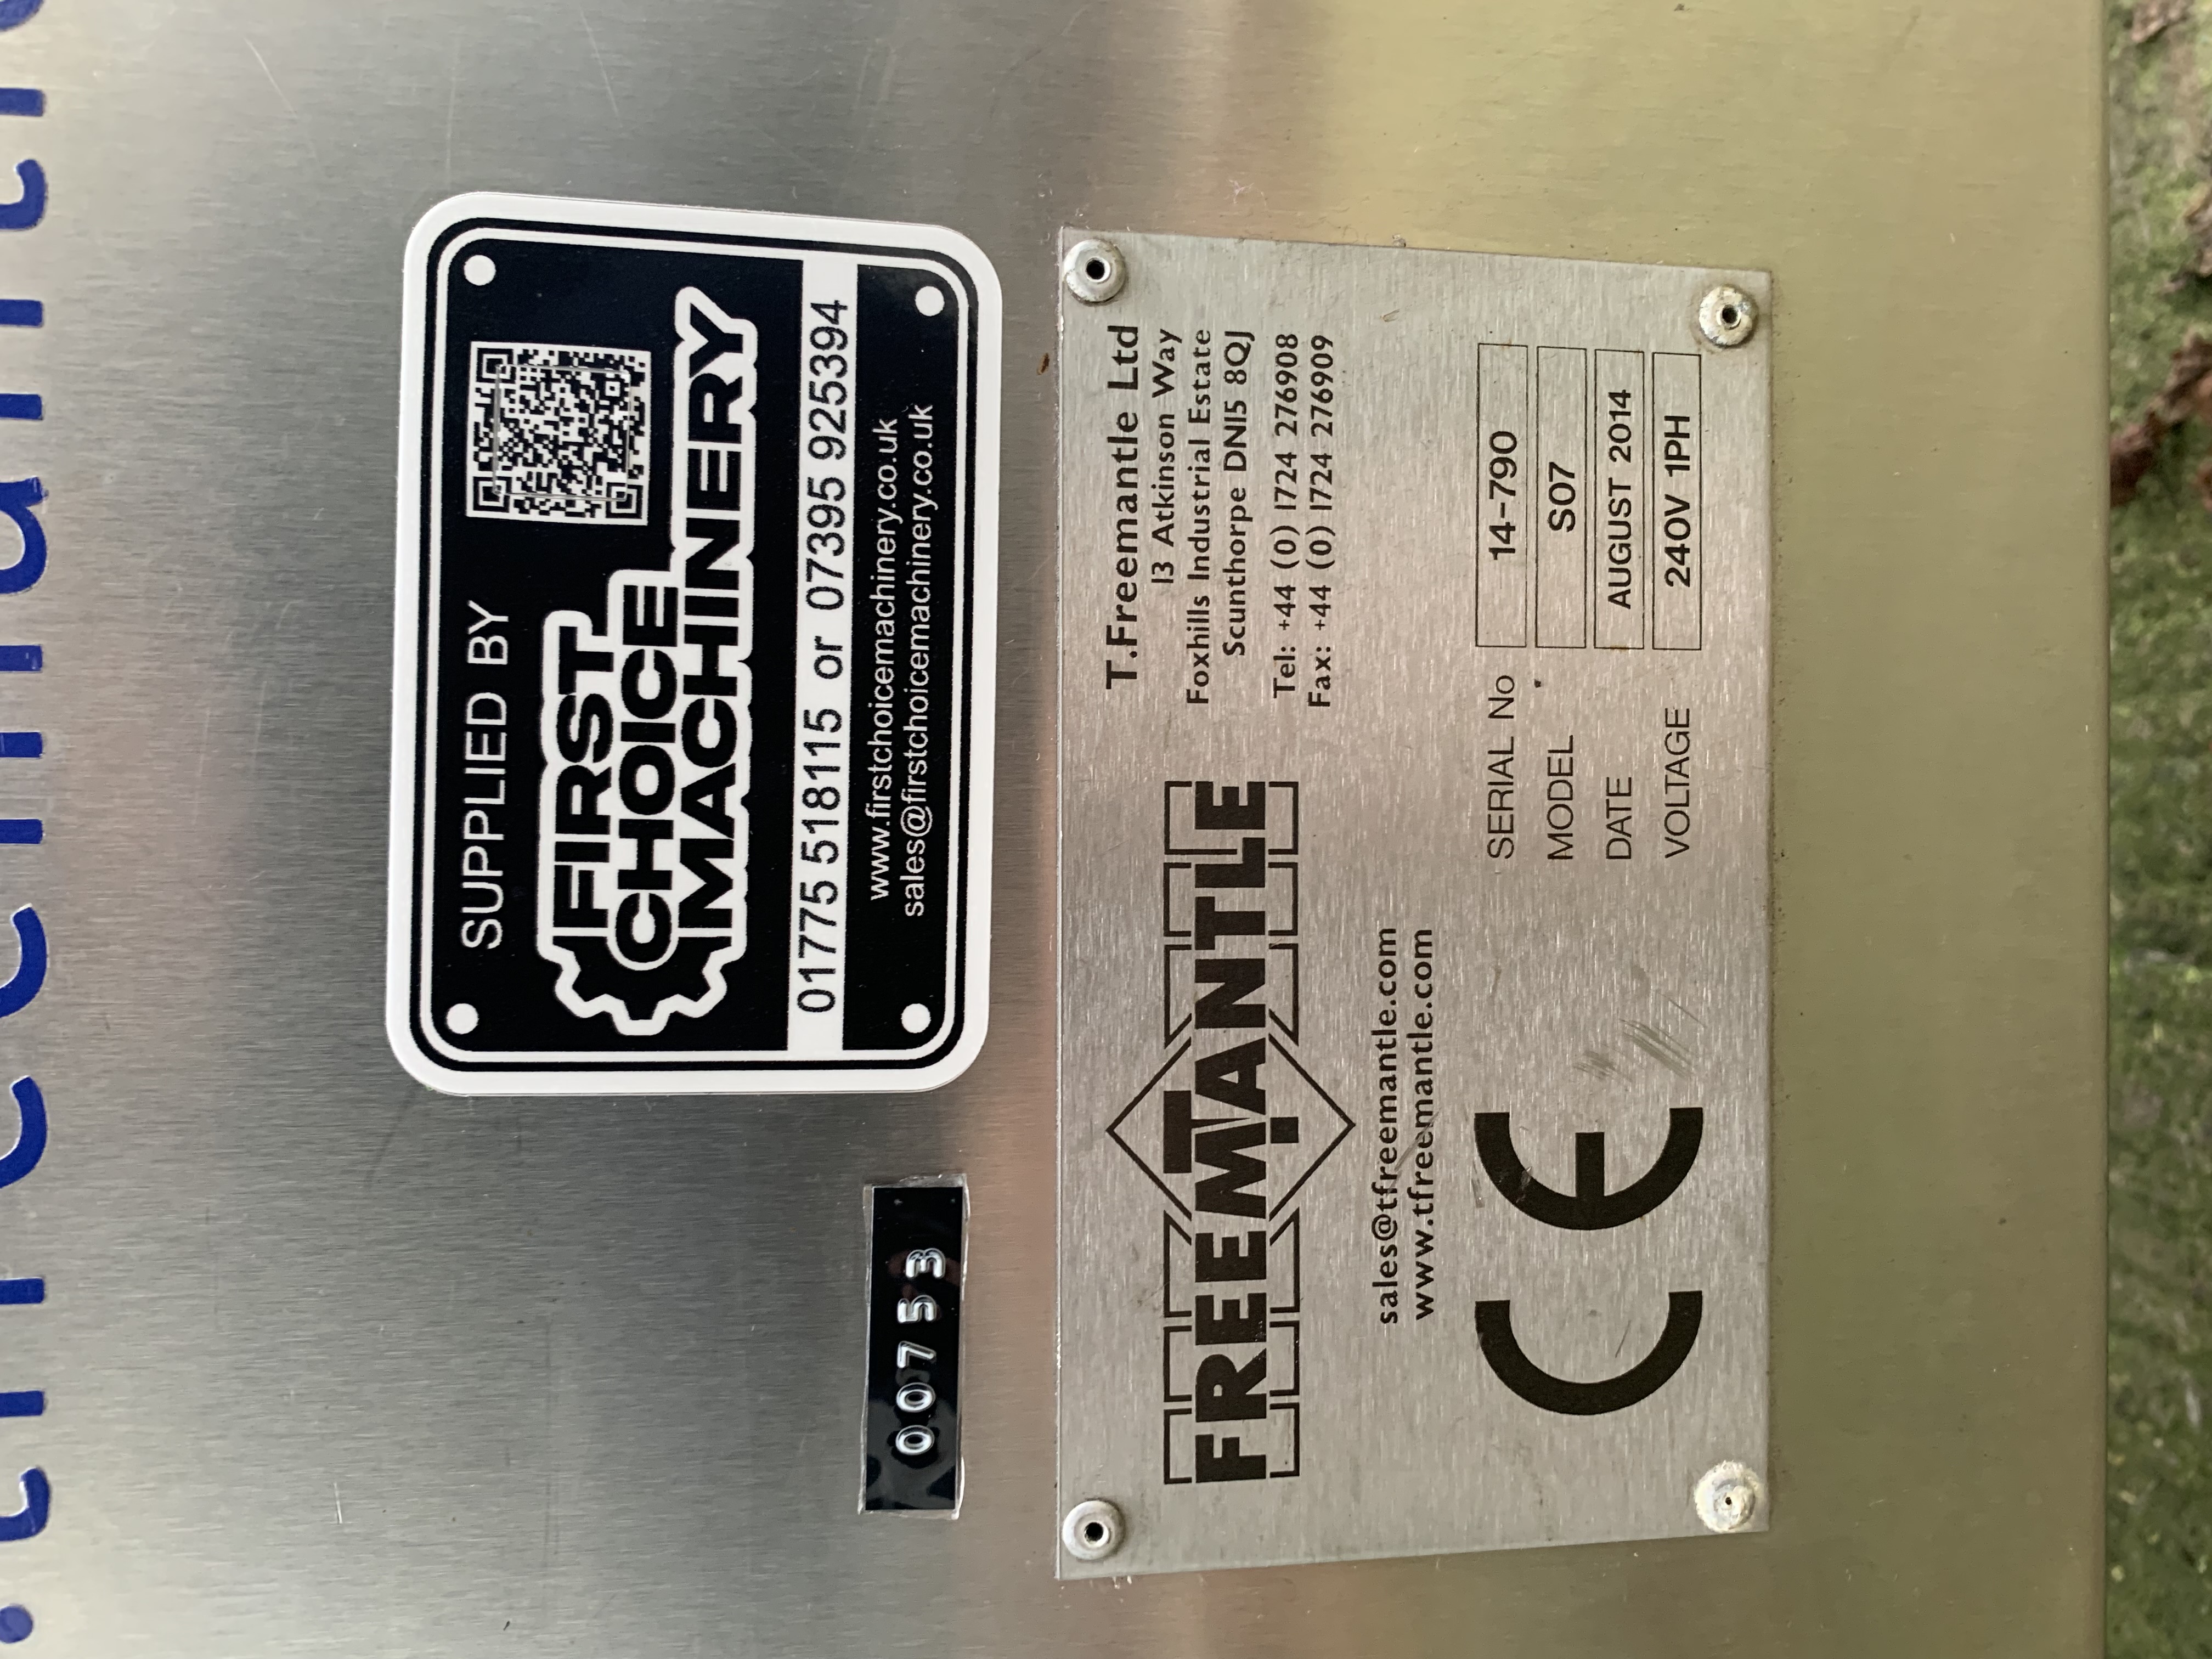 SUPPLIED BY
FIRST
CHOICE
MACHINERY
01775 518115 or 07395 925394
www.firstchoicemachinery.co.uk
sales@firstchoicemachinery.co.uk
00753
FREEMANTLE
T.Freemantle Ltd
13 Atkinson Way
Foxhills Industrial Estate
Scunthorpe DN15 8QJ
Tel: +44 (0) 1724 276908
Fax: +44 (0) 1724 276909
sales@tfreemantle.com
www.tfreemantle.com
CE
SERIAL No 14-790
MODEL S07
DATE AUGUST 2014
VOLTAGE 240V 1PH